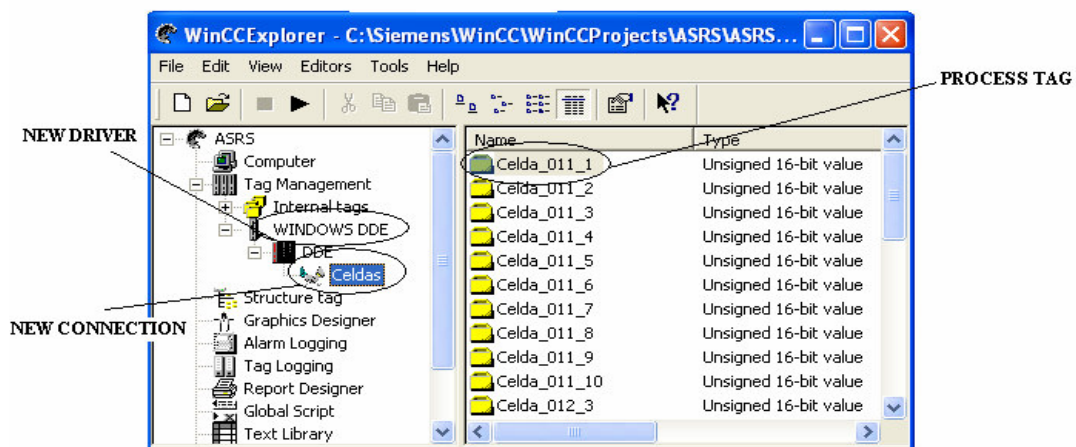 WinCCExplorer - C:\Siemens\WinCC\WinCCProjects\ASRS\ASRS...
File Edit View Editors Tools Help
PROCESS TAG
NEW DRIVER
NEW CONNECTION
ASRS
Computer
Tag Management
Internal tags
WINDOWS DDE
DDE
Celdas
Structure tag
Graphics Designer
Alarm Logging
Tag Logging
Report Designer
Global Script
Text Library
Name Type
Celda_011_1 Unsigned 16-bit value
Celda_011_2 Unsigned 16-bit value
Celda_011_3 Unsigned 16-bit value
Celda_011_4 Unsigned 16-bit value
Celda_011_5 Unsigned 16-bit value
Celda_011_6 Unsigned 16-bit value
Celda_011_7 Unsigned 16-bit value
Celda_011_8 Unsigned 16-bit value
Celda_011_9 Unsigned 16-bit value
Celda_011_10 Unsigned 16-bit value
Celda_012_3 Unsigned 16-bit value